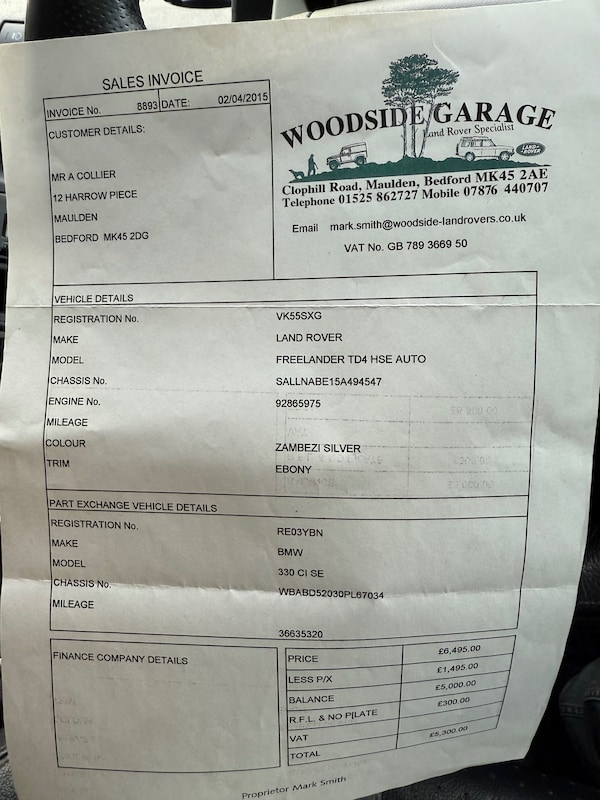 SALES INVOICE
INVOICE No. 8893 DATE: 02/04/2015
CUSTOMER DETAILS:
MR A COLLIER
12 HARROW PIECE
MAULDEN
BEDFORD MK45 2DG
WOODSIDE GARAGE
Land Rover Specialist
LAND-ROVER
Clophill Road, Maulden, Bedford MK45 2AE
Telephone 01525 862727 Mobile 07876 440707
Email mark.smith@woodside-landrovers.co.uk
VAT No. GB 789 3669 50
VEHICLE DETAILS
REGISTRATION No. VK55SXG
MAKE LAND ROVER
MODEL FREELANDER TD4 HSE AUTO
CHASSIS No. SALLNABE15A494547
ENGINE No. 92865975
MILEAGE
COLOUR ZAMBEZI SILVER
TRIM EBONY
PART EXCHANGE VEHICLE DETAILS
REGISTRATION No. RE03YBN
MAKE BMW
MODEL 330 CI SE
CHASSIS No. WBABD52030PL67034
MILEAGE
36635320
FINANCE COMPANY DETAILS
PRICE £6,495.00
LESS P/X £1,495.00
BALANCE £5,000.00
R.F.L. & NO P[LATE £300.00
VAT
TOTAL £5,300.00
Proprietor Mark Smith